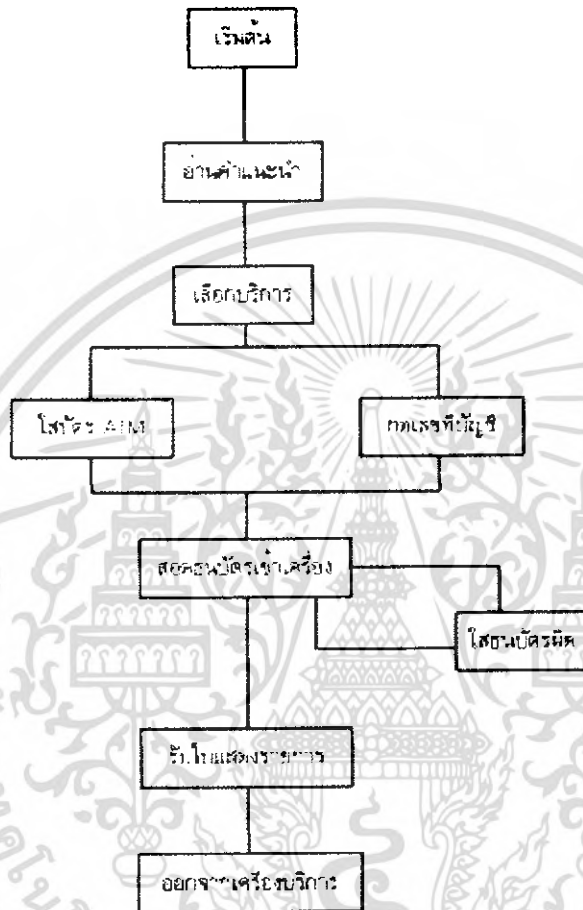 เริ่มต้น
อ่านคำแนะนำ
เลือกบริการ
ใส่บัตร ATM
กดเลขที่บัญชี
สอดธนบัตรเข้าเครื่อง
ใส่ธนบัตรผิด
รับใบแสดงรายการ
ออกจากเครื่องบริการ